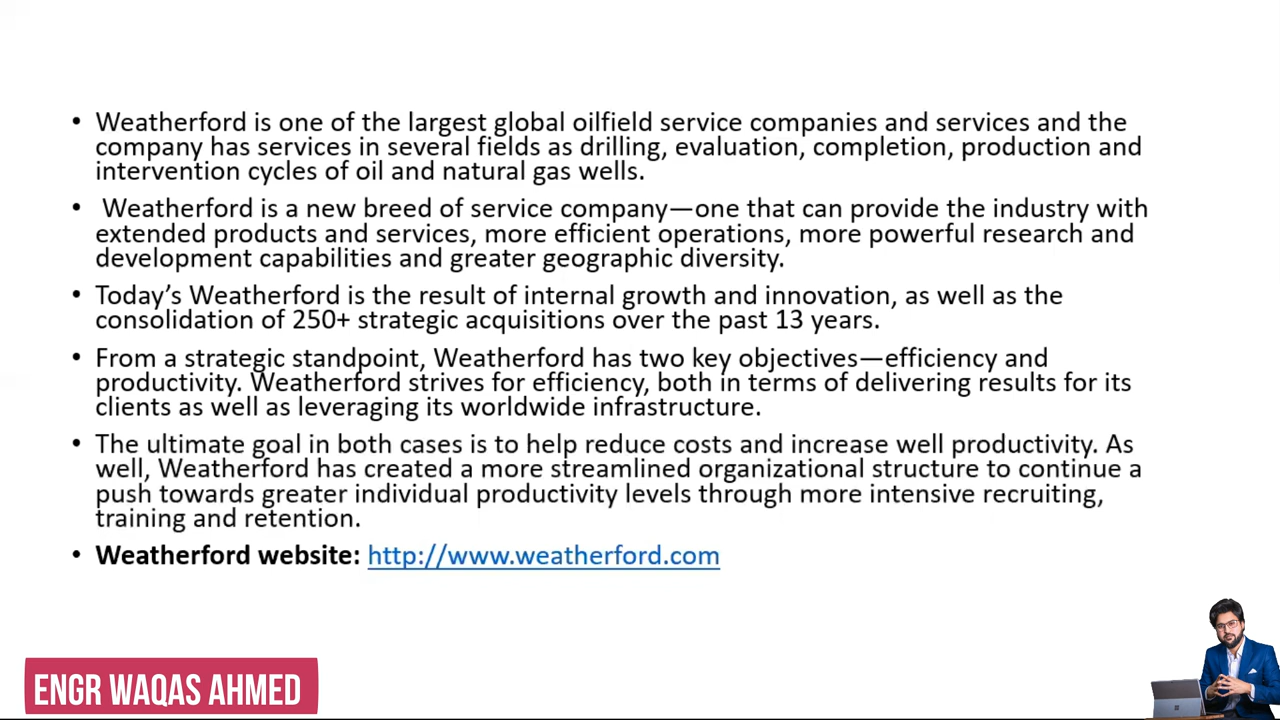 • Weatherford is one of the largest global oilfield service companies and services and the
company has services in several fields as drilling, evaluation, completion, production and
intervention cycles of oil and natural gas wells.
• Weatherford is a new breed of service company—one that can provide the industry with
extended products and services, more efficient operations, more powerful research and
development capabilities and greater geographic diversity.
• Today’s Weatherford is the result of internal growth and innovation, as well as the
consolidation of 250+ strategic acquisitions over the past 13 years.
• From a strategic standpoint, Weatherford has two key objectives—efficiency and
productivity. Weatherford strives for efficiency, both in terms of delivering results for its
clients as well as leveraging its worldwide infrastructure.
• The ultimate goal in both cases is to help reduce costs and increase well productivity. As
well, Weatherford has created a more streamlined organizational structure to continue a
push towards greater individual productivity levels through more intensive recruiting,
training and retention.
• Weatherford website: http://www.weatherford.com
ENGR WAQAS AHMED